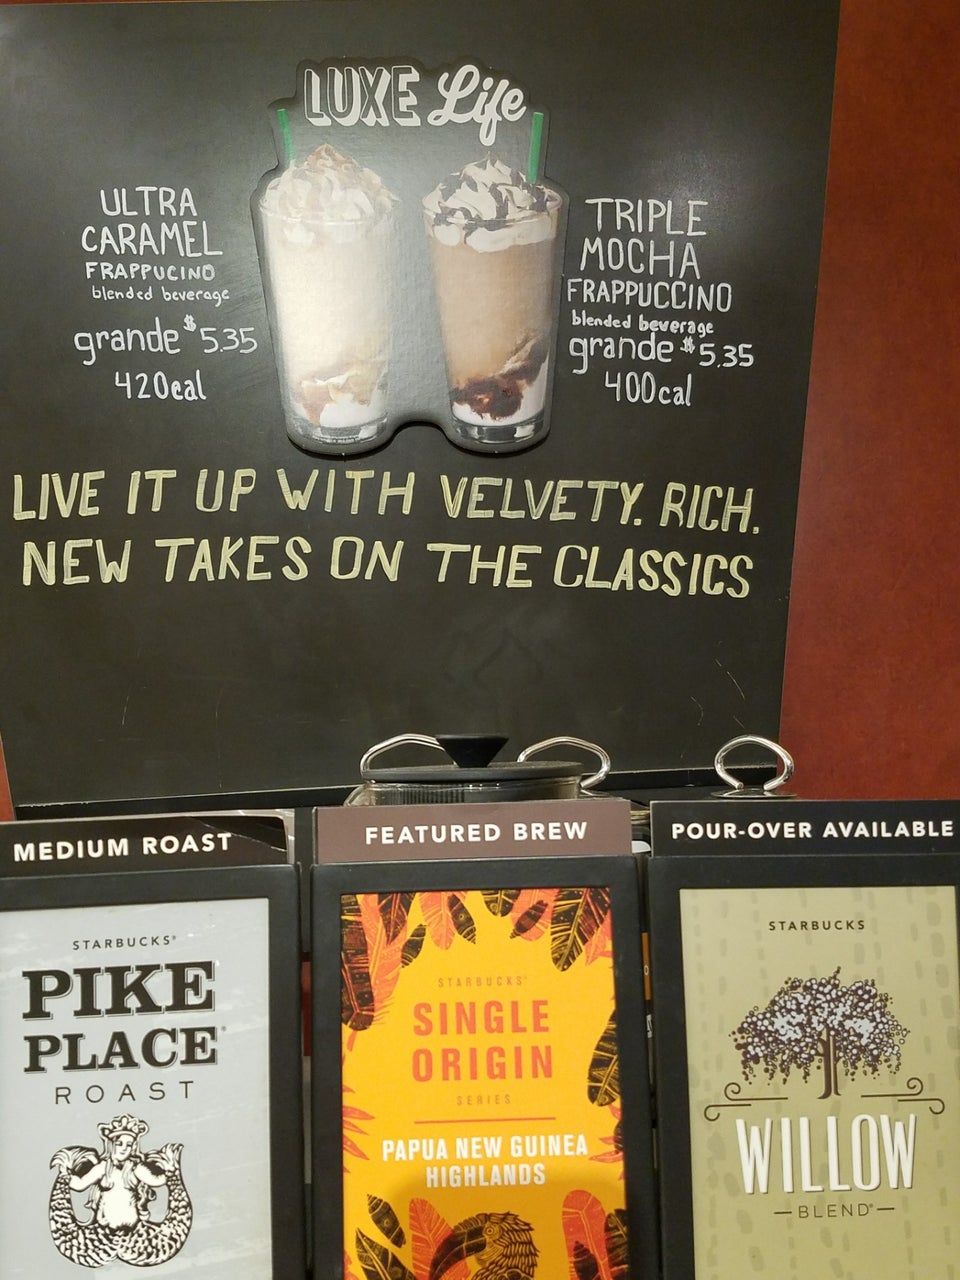 LUXE Life
ULTRA
CARAMEL
FRAPPUCINO
blended beverage
grande $5.35
420cal
TRIPLE
MOCHA
FRAPPUCCINO
blended beverage
grande $5.35
400cal
LIVE IT UP WITH VELVETY. RICH.
NEW TAKES ON THE CLASSICS
MEDIUM ROAST
STARBUCKS®
PIKE
PLACE®
ROAST
FEATURED BREW
STARBUCKS®
SINGLE
ORIGIN
SERIES
PAPUA NEW GUINEA
HIGHLANDS
POUR-OVER AVAILABLE
STARBUCKS
WILLOW
BLEND®